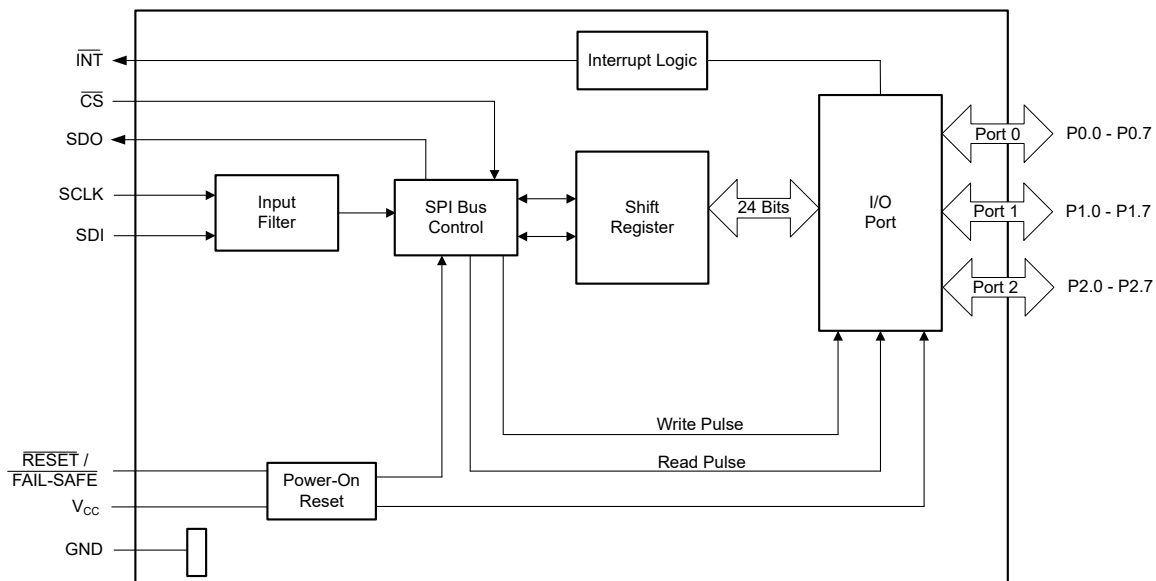 INT
Interrupt Logic
CS
SDO
Port 0
P0.0 - P0.7
SCLK
Input
Filter
SPI Bus
Control
Shift
Register
24 Bits
I/O
Port
Port 1
P1.0 - P1.7
SDI
Port 2
P2.0 - P2.7
Write Pulse
Read Pulse
RESET /
FAIL-SAFE
Power-On
Reset
VCC
GND